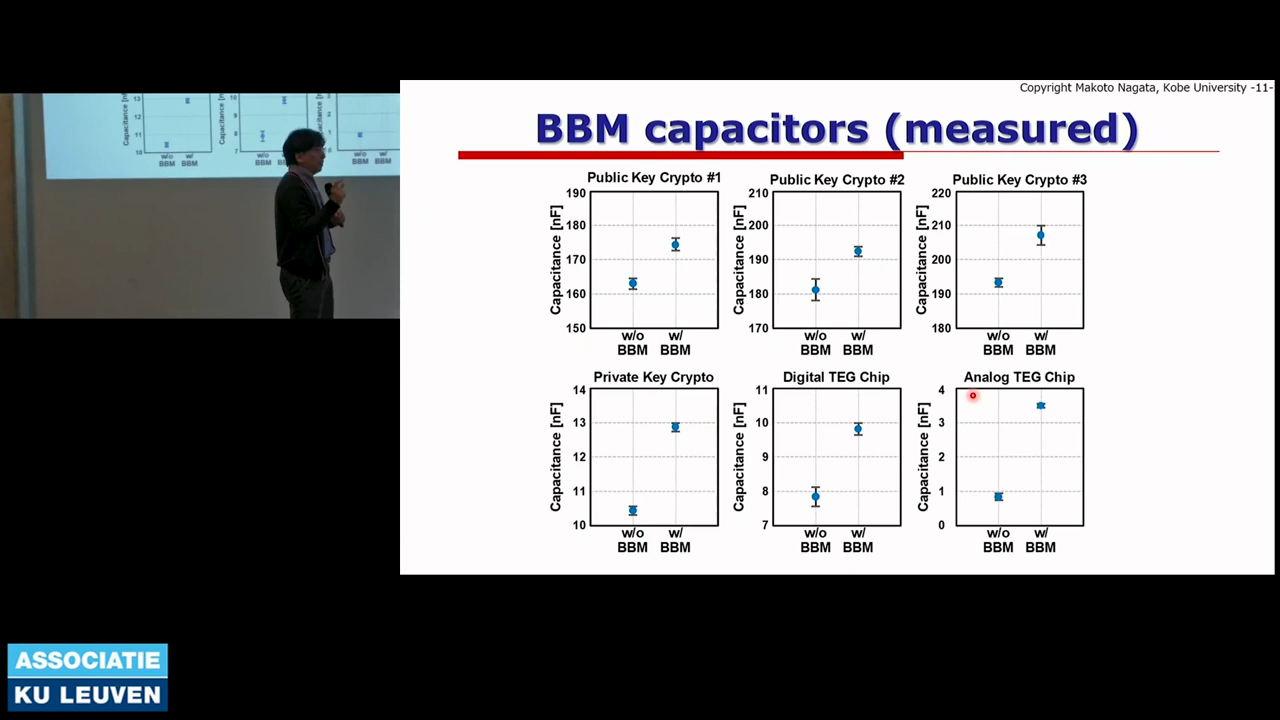 Copyright Makoto Nagata, Kobe University -11-
BBM capacitors (measured)
Public Key Crypto #1
Capacitance [nF]
190
180
170
160
150
w/o BBM
w/ BBM
Public Key Crypto #2
Capacitance [nF]
210
200
190
180
170
w/o BBM
w/ BBM
Public Key Crypto #3
Capacitance [nF]
220
210
200
190
180
w/o BBM
w/ BBM
Private Key Crypto
Capacitance [nF]
14
13
12
11
10
w/o BBM
w/ BBM
Digital TEG Chip
Capacitance [nF]
11
10
9
8
7
w/o BBM
w/ BBM
Analog TEG Chip
Capacitance [nF]
4
3
2
1
0
w/o BBM
w/ BBM
ASSOCIATIE
KU LEUVEN